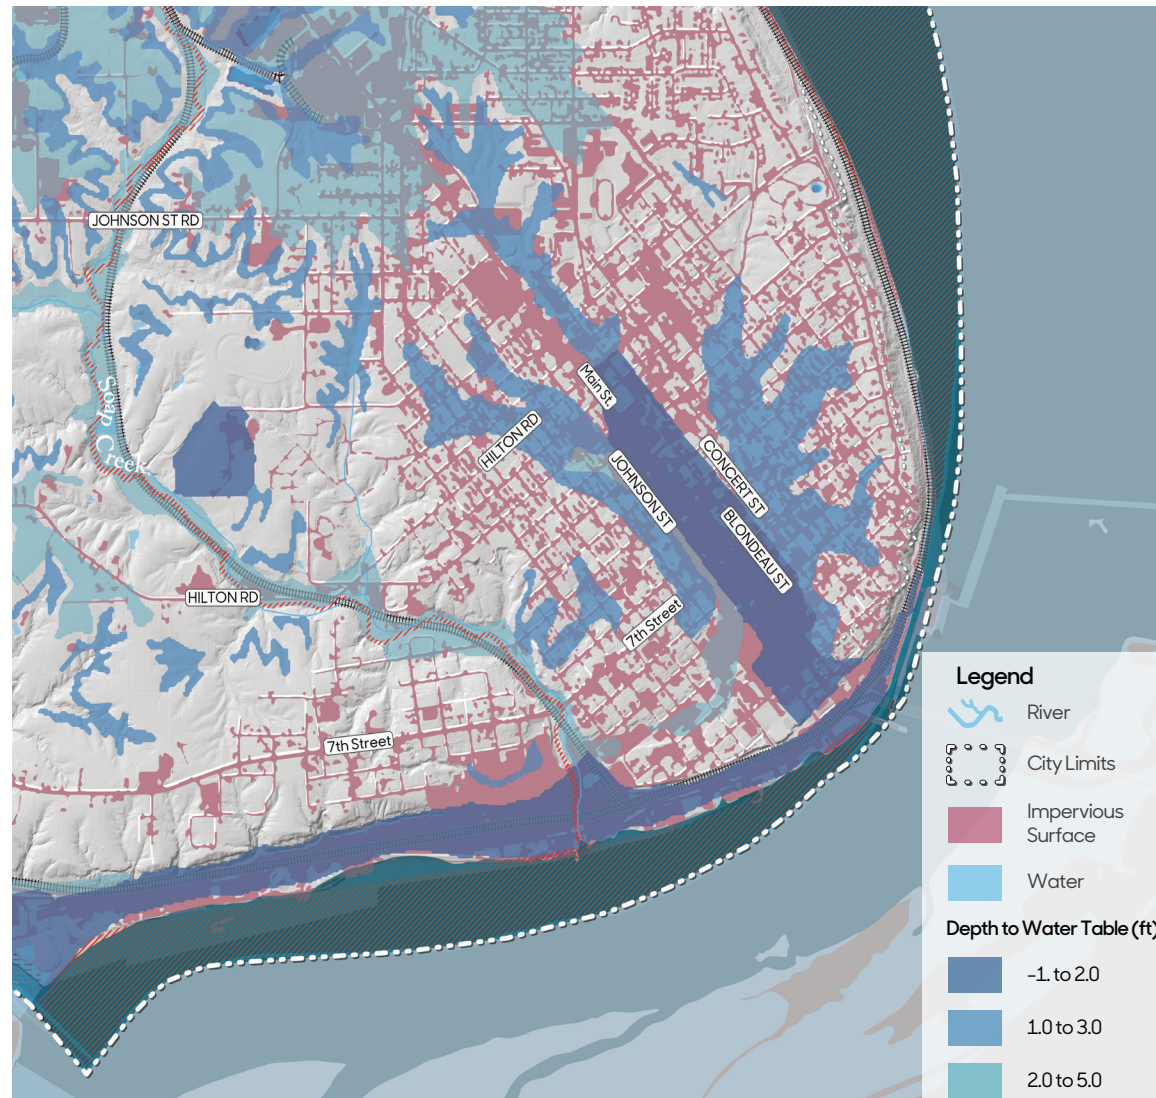 JOHNSON ST RD
Main St.
HILTON RD
Soap Creek
CONCERT ST
JOHNSON ST
BLONDEAU ST
HILTON RD
7th Street
7th Street
Legend
River
City Limits
Impervious
Surface
Water
Depth to Water Table (ft)
-1. to 2.0
1.0 to 3.0
2.0 to 5.0